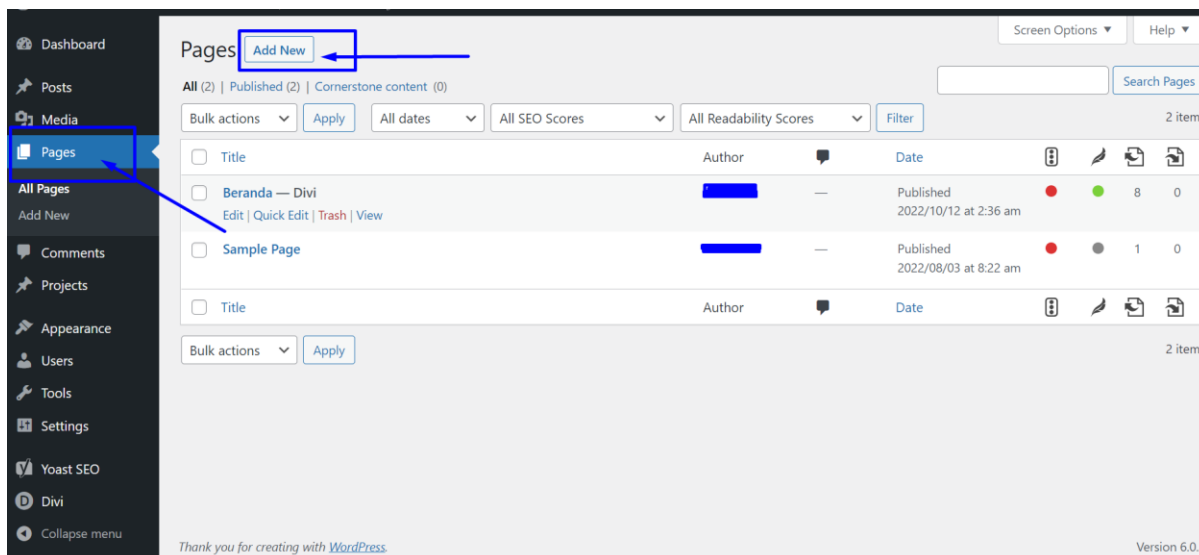 Dashboard
Posts
Media
Pages
All Pages
Add New
Comments
Projects
Appearance
Users
Tools
Settings
Yoast SEO
Divi
Collapse menu
Screen Options ▼ Help ▼
Pages Add New
All (2) | Published (2) | Cornerstone content (0)
Search Pages
Bulk actions Apply All dates All SEO Scores All Readability Scores Filter 2 item
Title Author Date
Beranda — Divi — Published 8 0
Edit | Quick Edit | Trash | View 2022/10/12 at 2:36 am
Sample Page — Published 1 0
2022/08/03 at 8:22 am
Title Author Date
Bulk actions Apply 2 item
Thank you for creating with WordPress. Version 6.0.